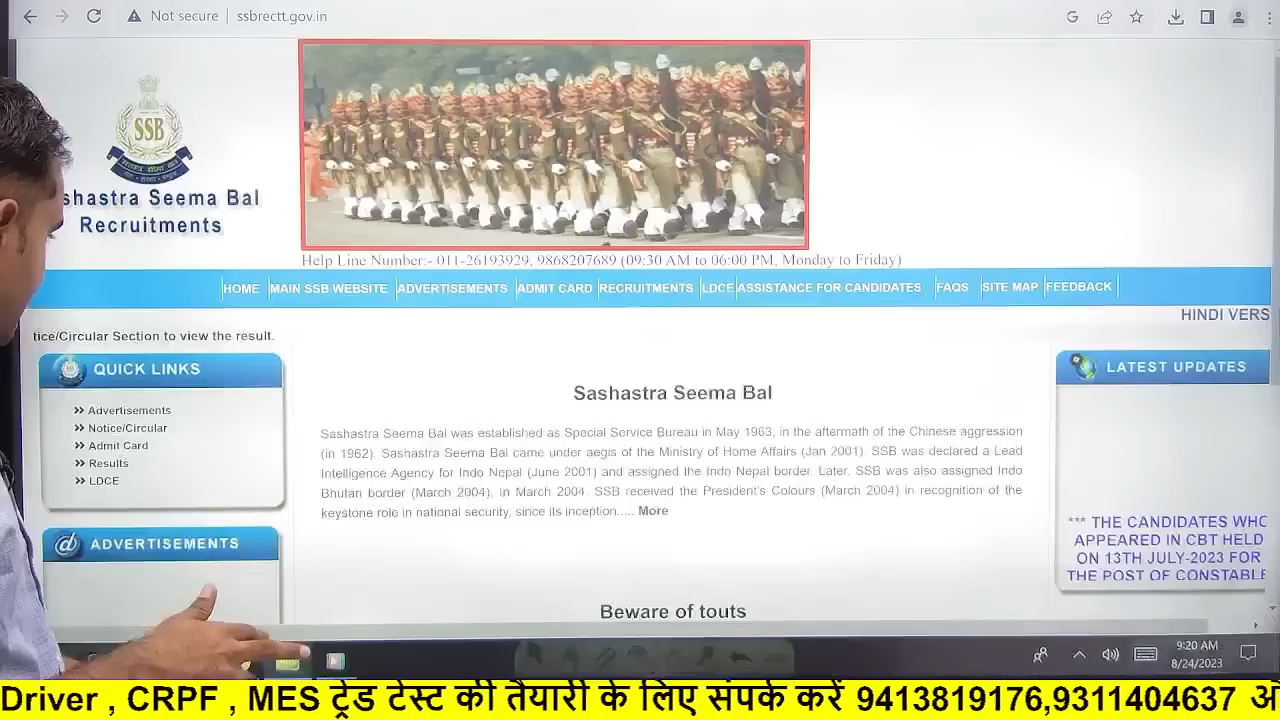 Not secure
ssbrectt.gov.in
SSB
shastra Seema Bal
Recruitments
Help Line Number:- 011-26193929, 9868207689 (09:30 AM to 06:00 PM, Monday to Friday)
HOME MAIN SSB WEBSITE ADVERTISEMENTS ADMIT CARD RECRUITMENTS LDCE ASSISTANCE FOR CANDIDATES FAQS SITE MAP FEEDBACK
HINDI VERS
tice/Circular Section to view the result.
QUICK LINKS
Advertisements
Notice/Circular
Admit Card
Results
LDCE
ADVERTISEMENTS
Sashastra Seema Bal
Sashastra Seema Bal was established as Special Service Bureau in May 1963, in the aftermath of the Chinese aggression
(in 1962). Sashastra Seema Bal came under aegis of the Ministry of Home Affairs (Jan 2001). SSB was declared a Lead
Intelligence Agency for Indo Nepal (June 2001) and assigned the Indo Nepal border. Later, SSB was also assigned Indo
Bhutan border (March 2004). In March 2004, SSB received the President's Colours (March 2004) in recognition of the
keystone role in national security, since its inception.... More
Beware of touts
LATEST UPDATES
*** THE CANDIDATES WHO
APPEARED IN CBT HELD
ON 13TH JULY-2023 FOR
THE POST OF CONSTABLE
9:20 AM
8/24/2023
Driver , CRPF , MES ट्रेड टेस्ट की तैयारी के लिए संपर्क करें 9413819176,9311404637